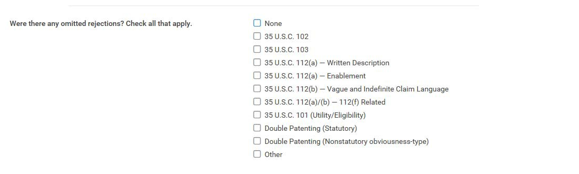 Were there any omitted rejections? Check all that apply.
None
35 U.S.C. 102
35 U.S.C. 103
35 U.S.C. 112(a) — Written Description
35 U.S.C. 112(a) — Enablement
35 U.S.C. 112(b) — Vague and Indefinite Claim Language
35 U.S.C. 112(a)/(b) — 112(f) Related
35 U.S.C. 101 (Utility/Eligibility)
Double Patenting (Statutory)
Double Patenting (Nonstatutory obviousness-type)
Other